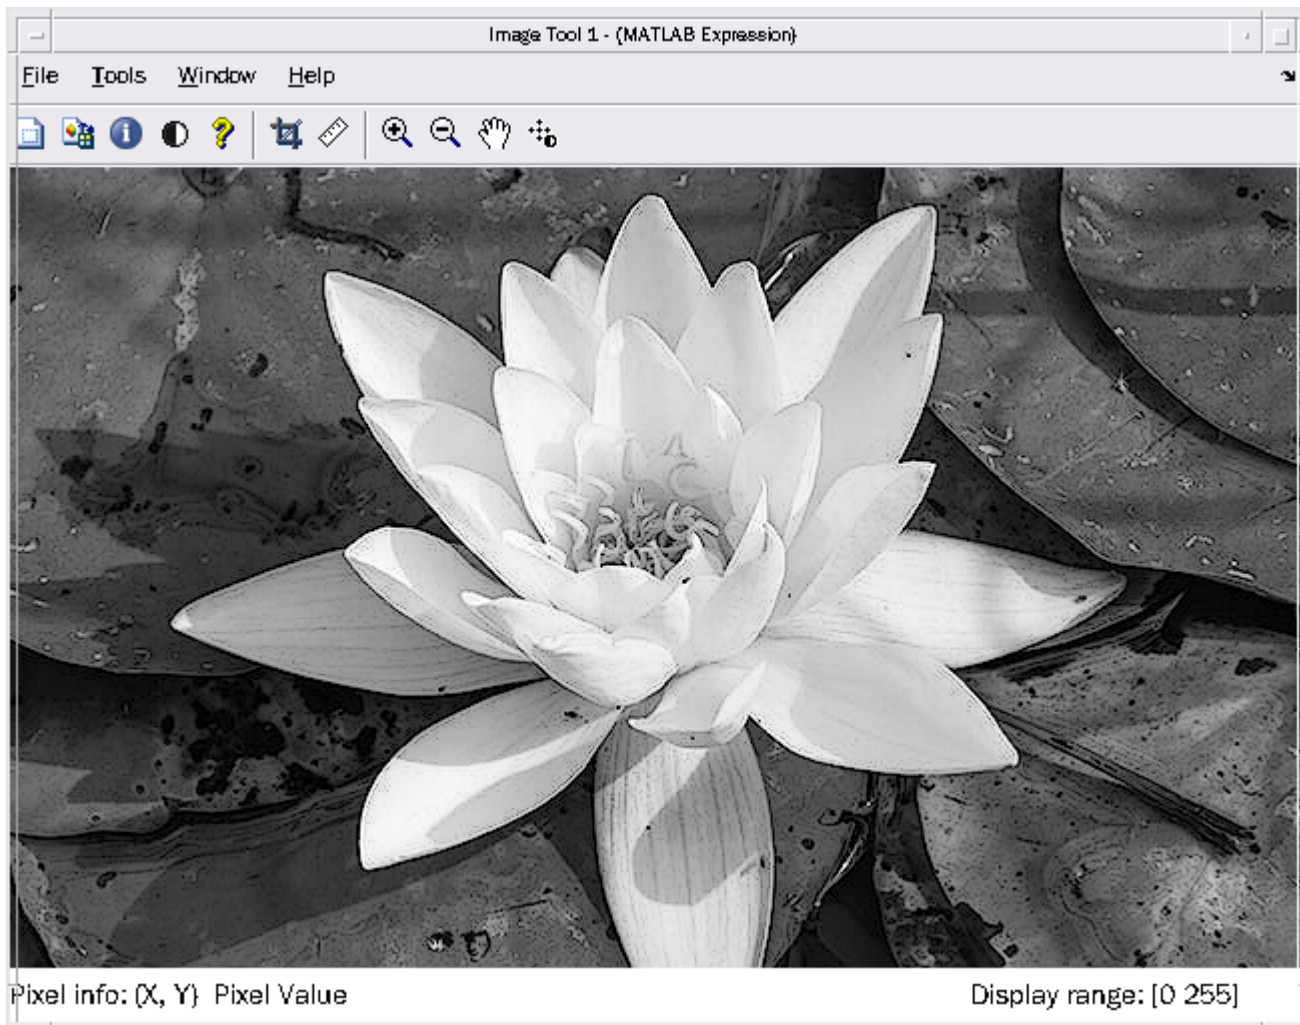 Image Tool 1 - (MATLAB Expression)
File Tools Window Help
Pixel info: (X, Y) Pixel Value
Display range: [0 255]